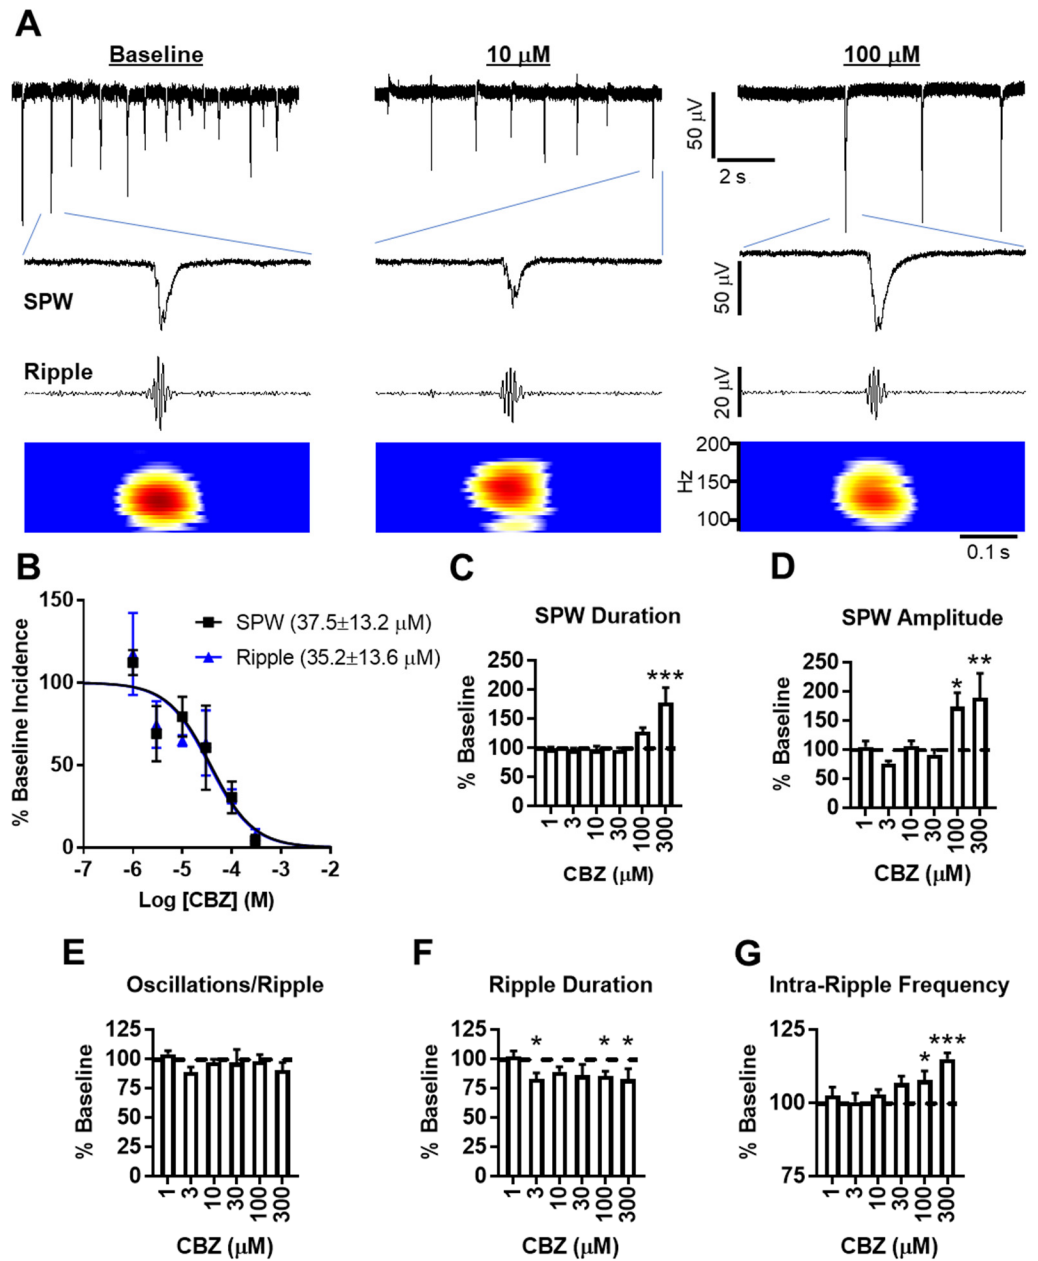 A
Baseline
10 µM
100 µM
50 µV
2 s
SPW
50 µV
Ripple
20 µV
Hz
200
150
100
0.1 s
B
% Baseline Incidence
150
100
50
0
-7 -6 -5 -4 -3 -2
Log [CBZ] (M)
SPW (37.5±13.2 µM)
Ripple (35.2±13.6 µM)
C
SPW Duration
% Baseline
250
200
150
100
50
0
***
1 3 10 30 100 300
CBZ (µM)
D
SPW Amplitude
% Baseline
250
200
150
100
50
0
* **
1 3 10 30 100 300
CBZ (µM)
E
Oscillations/Ripple
% Baseline
125
100
75
50
25
0
1 3 10 30 100 300
CBZ (µM)
F
Ripple Duration
% Baseline
125
100
75
50
25
0
* * *
1 3 10 30 100 300
CBZ (µM)
G
Intra-Ripple Frequency
% Baseline
125
100
75
* ***
1 3 10 30 100 300
CBZ (µM)